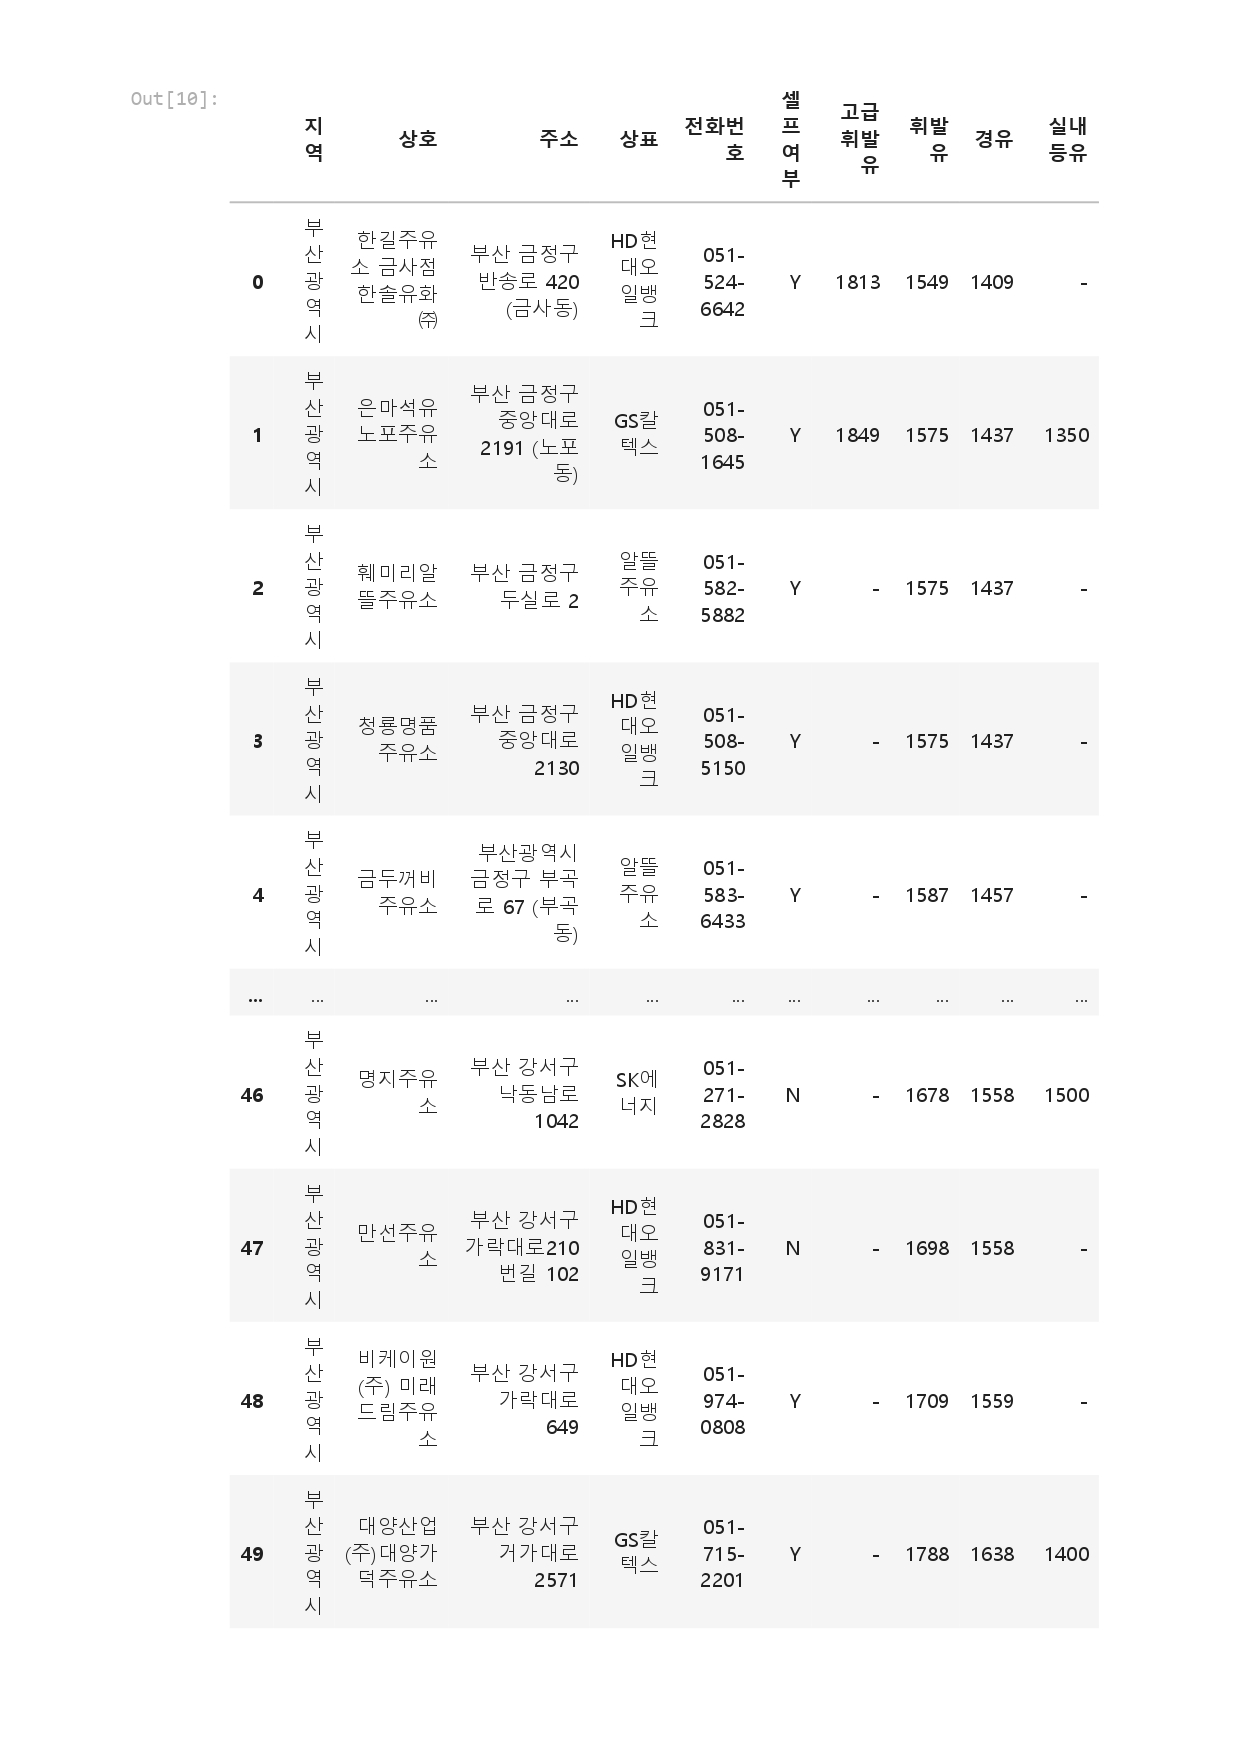 Out[10]:
지역 상호 주소 상표 전화번호 셀프여부 고급휘발유 휘발유 경유 실내등유
0 부산광역시 한길주유소 금사점 한솔유화㈜ 부산 금정구 반송로 420 (금사동) HD현대오일뱅크 051-524-6642 Y 1813 1549 1409 -
1 부산광역시 은마석유 노포주유소 부산 금정구 중앙대로 2191 (노포동) GS칼텍스 051-508-1645 Y 1849 1575 1437 1350
2 부산광역시 훼미리알뜰주유소 부산 금정구 두실로 2 알뜰주유소 051-582-5882 Y - 1575 1437 -
3 부산광역시 청룡명품주유소 부산 금정구 중앙대로 2130 HD현대오일뱅크 051-508-5150 Y - 1575 1437 -
4 부산광역시 금두꺼비주유소 부산광역시 금정구 부곡로 67 (부곡동) 알뜰주유소 051-583-6433 Y - 1587 1457 -
... ... ... ... ... ... ... ... ... ... ...
46 부산광역시 명지주유소 부산 강서구 낙동남로 1042 SK에너지 051-271-2828 N - 1678 1558 1500
47 부산광역시 만선주유소 부산 강서구 가락대로210번길 102 HD현대오일뱅크 051-831-9171 N - 1698 1558 -
48 부산광역시 비케이원(주) 미래드림주유소 부산 강서구 가락대로 649 HD현대오일뱅크 051-974-0808 Y - 1709 1559 -
49 부산광역시 대양산업(주)대양가덕주유소 부산 강서구 거가대로 2571 GS칼텍스 051-715-2201 Y - 1788 1638 1400